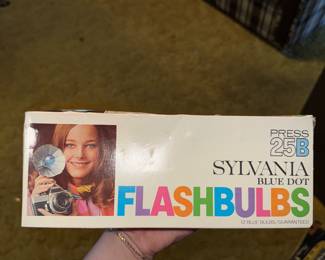 PRESS
25B
SYLVANIA
BLUE DOT
FLASHBULBS
12 BLUE BULBS/GUARANTEED